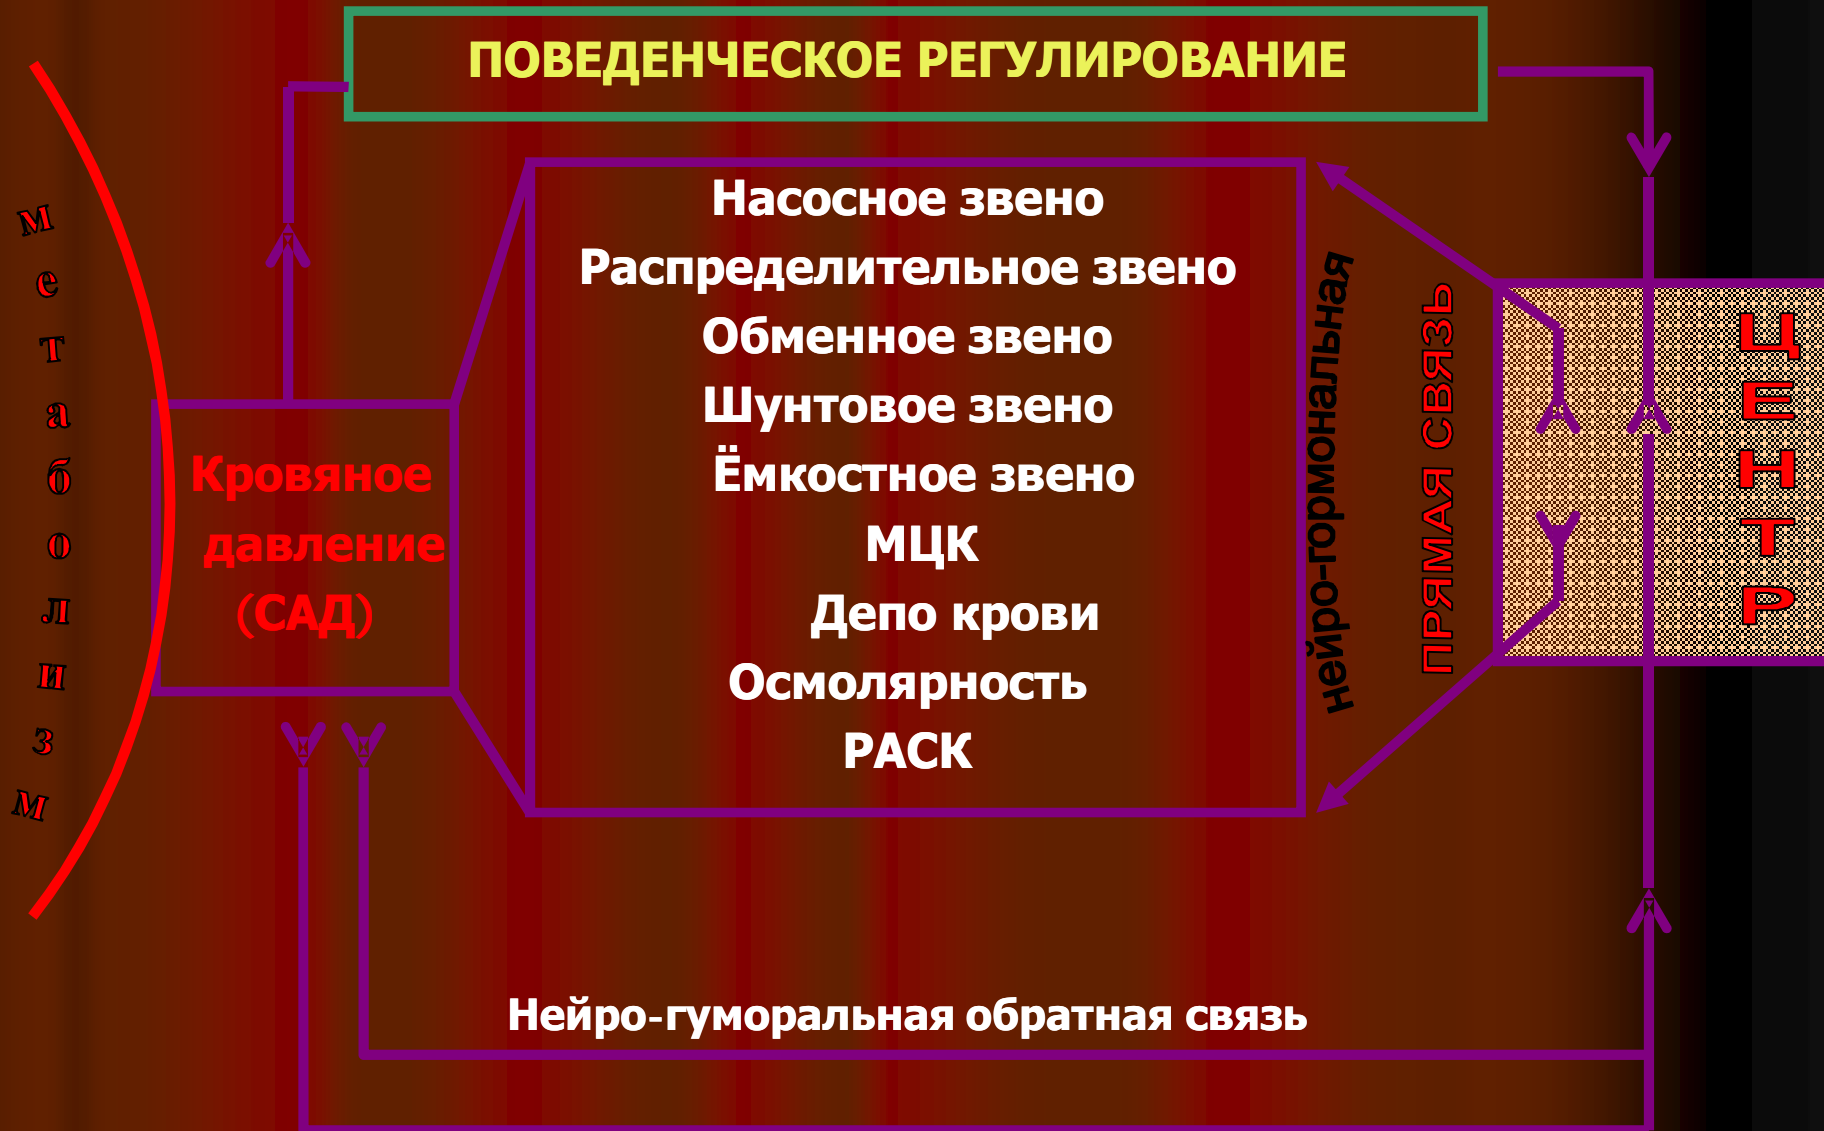 ПОВЕДЕНЧЕСКОЕ РЕГУЛИРОВАНИЕ
метаболизм
Кровяное
давление
(САД)
Насосное звено
Распределительное звено
Обменное звено
Шунтовое звено
Ёмкостное звено
МЦК
Депо крови
Осмолярность
РАСК
нейро-гормональная
ПРЯМАЯ СВЯЗЬ
ЦЕНТР
Нейро-гуморальная обратная связь